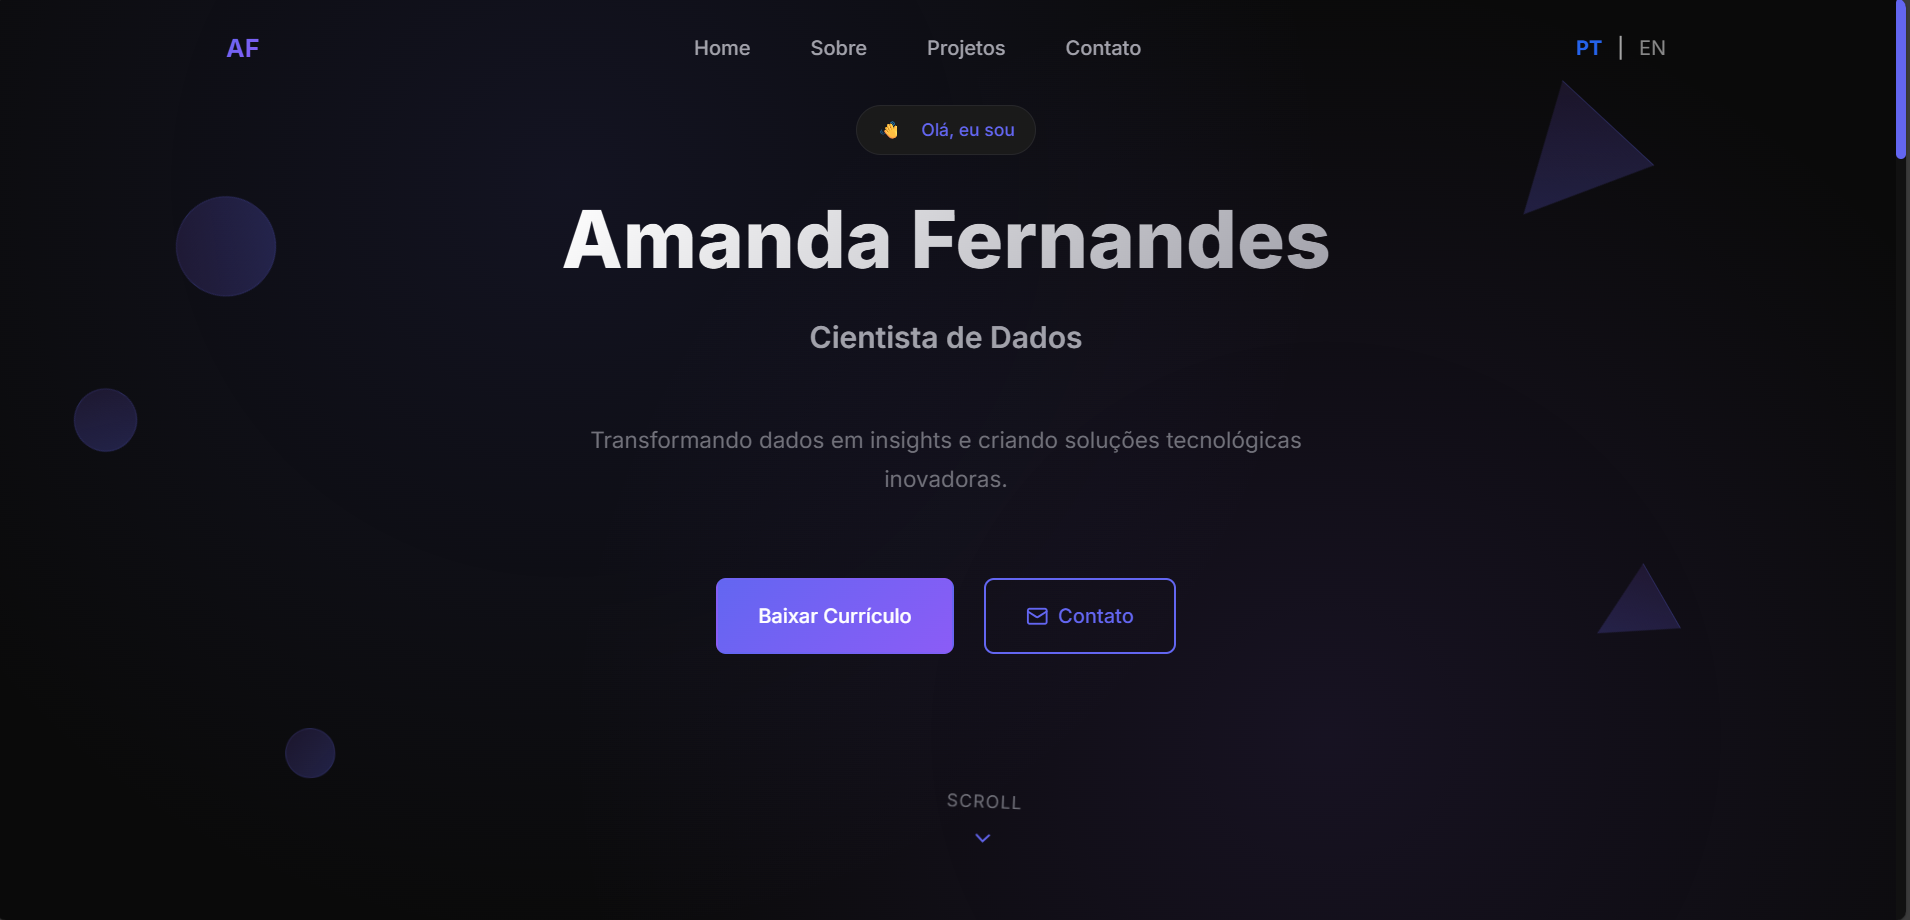 AF
Home Sobre Projetos Contato
PT | EN
👋 Olá, eu sou
Amanda Fernandes
Cientista de Dados
Transformando dados em insights e criando soluções tecnológicas
inovadoras.
Baixar Currículo
Contato
SCROLL